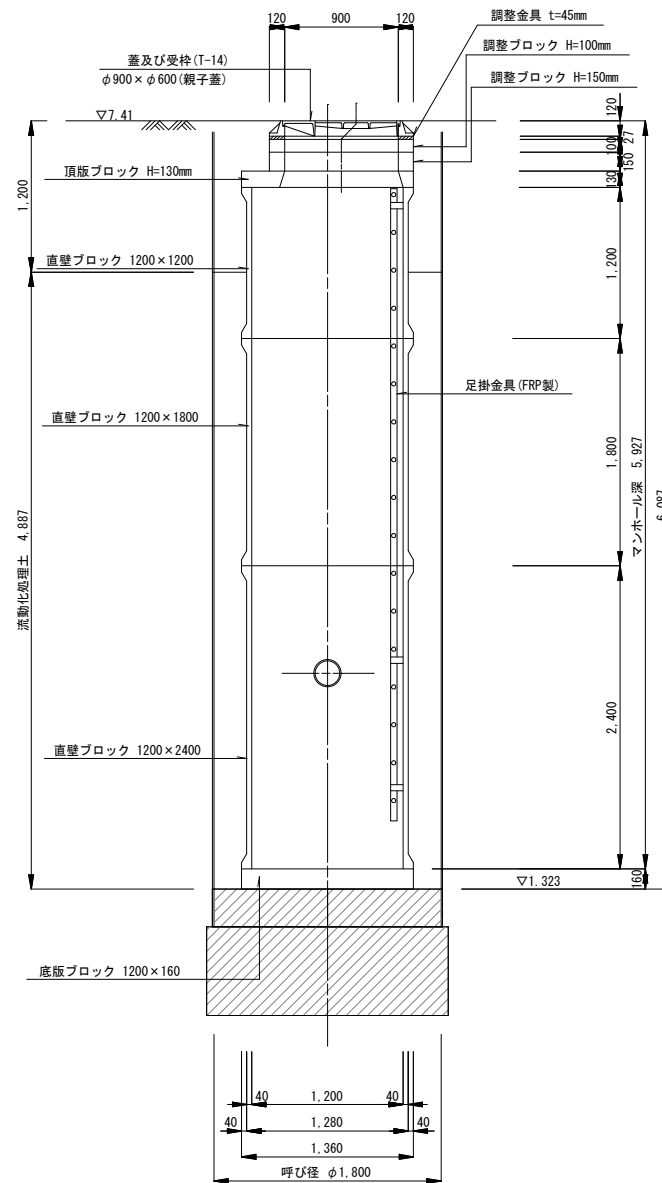 120
900
120
調整金具 t=45mm
調整ブロック H=100mm
調整ブロック H=150mm
蓋及び受枠(T-14)
φ900×φ600(親子蓋)
▽7.41
120
27
100
150
130
頂版ブロック H=130mm
1,200
1,200
直壁ブロック 1200×1200
足掛金具(FRP製)
直壁ブロック 1200×1800
1,800
マンホール深 5,927
6,087
流動化処理土 4,887
2,400
直壁ブロック 1200×2400
▽1.323
160
底版ブロック 1200×160
40
1,200
40
40
1,280
40
1,360
呼び径 φ1,800